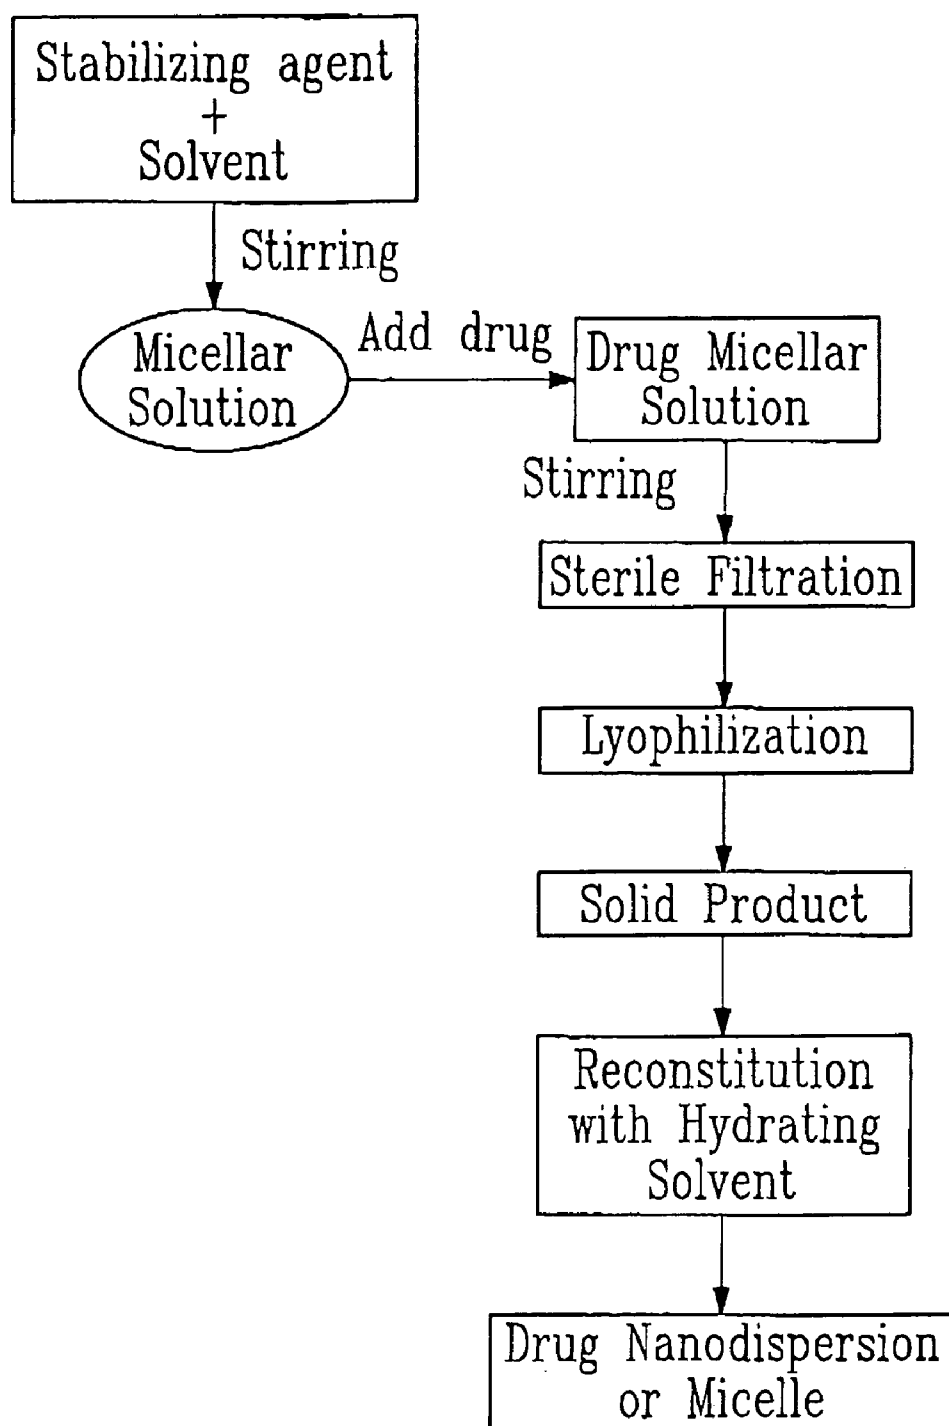 Stabilizing agent
+
Solvent
Stirring
Micellar
Solution
Add drug
Drug Micellar
Solution
Stirring
Sterile Filtration
Lyophilization
Solid Product
Reconstitution
with Hydrating
Solvent
Drug Nanodispersion
or Micelle